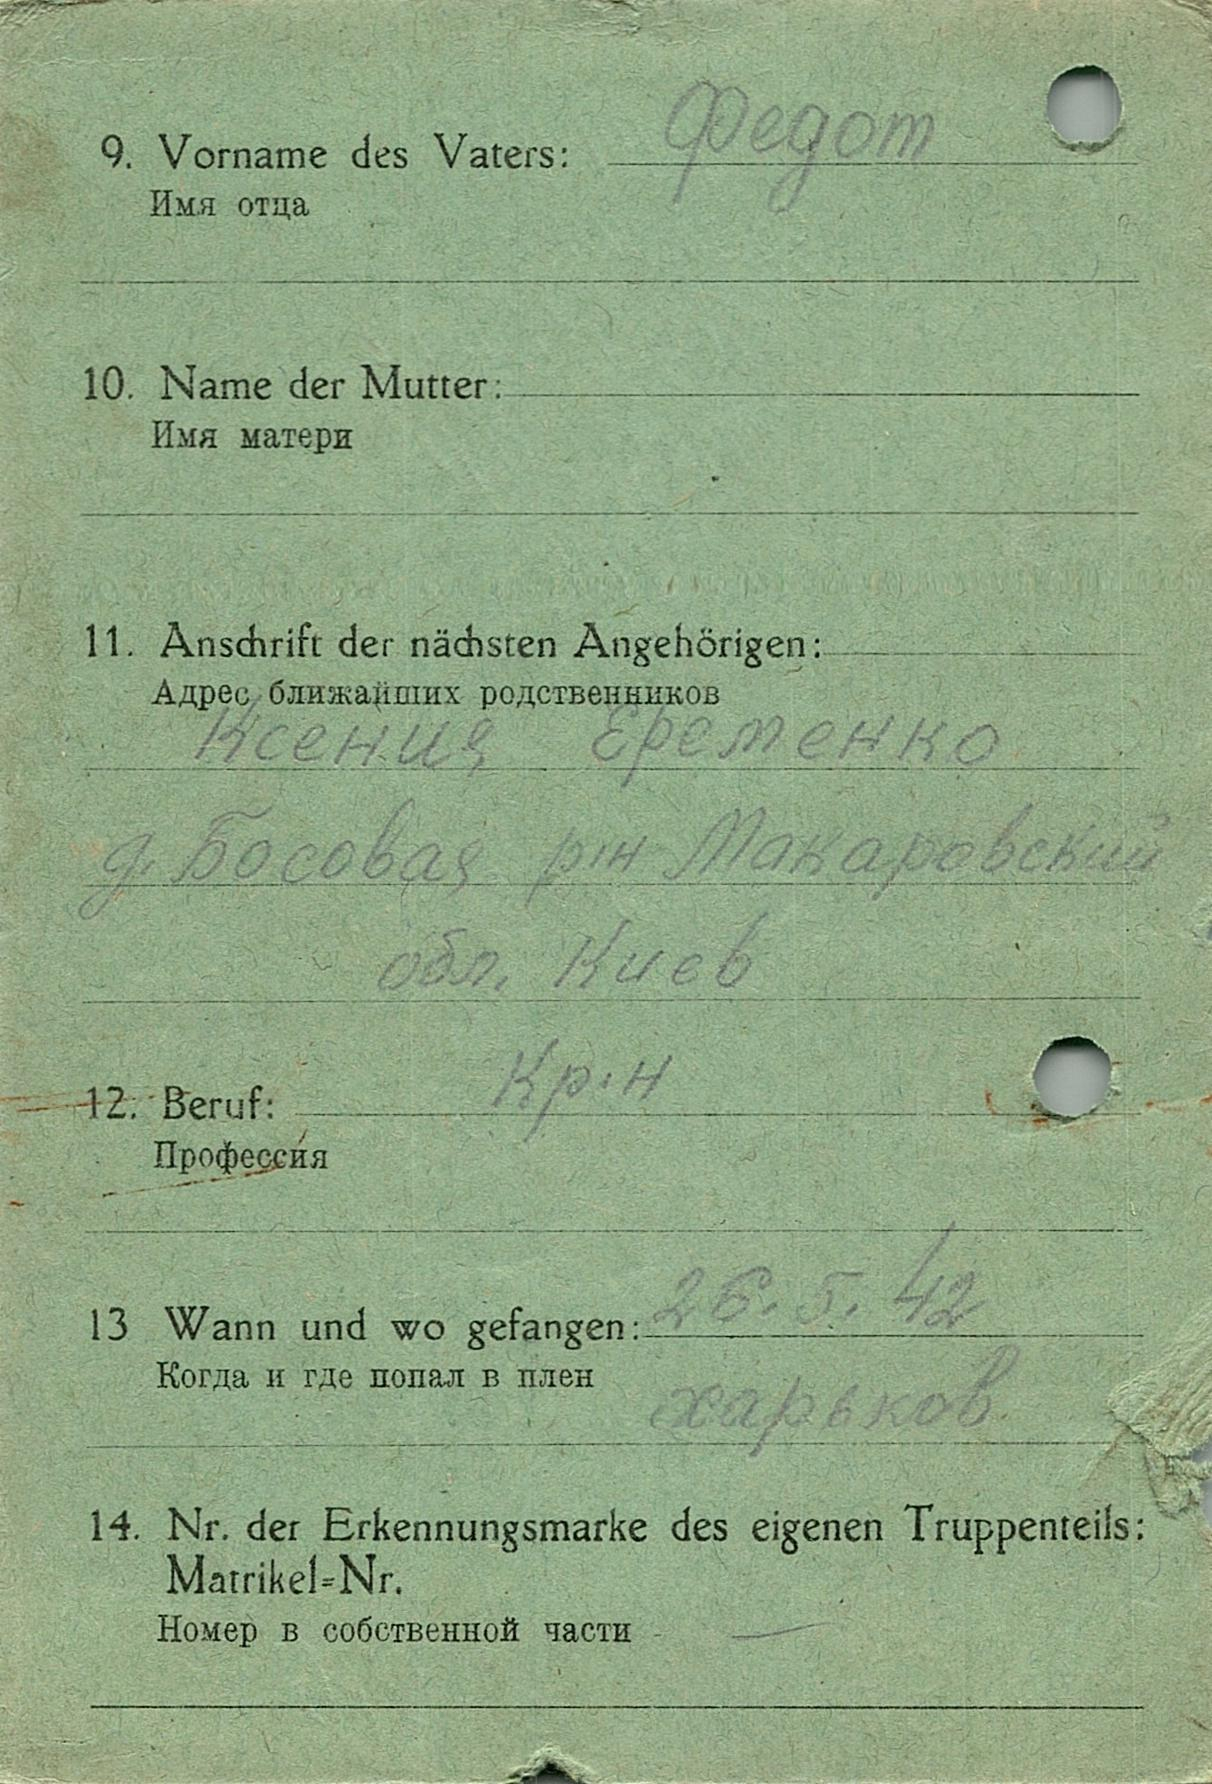 9. Vorname des Vaters: Федот
Имя отца
10. Name der Mutter:
Имя матери
11. Anschrift der nächsten Angehörigen:
Адрес ближайших родственников
Ксения Еременко
д. Босовая р-н Макаровский
обл. Киев
12. Beruf: Кр-н
Профессия
13 Wann und wo gefangen: 26. 5. 42
Когда и где попал в плен
харьков
14. Nr. der Erkennungsmarke des eigenen Truppenteils:
Matrikel=Nr.
Номер в собственной части - —